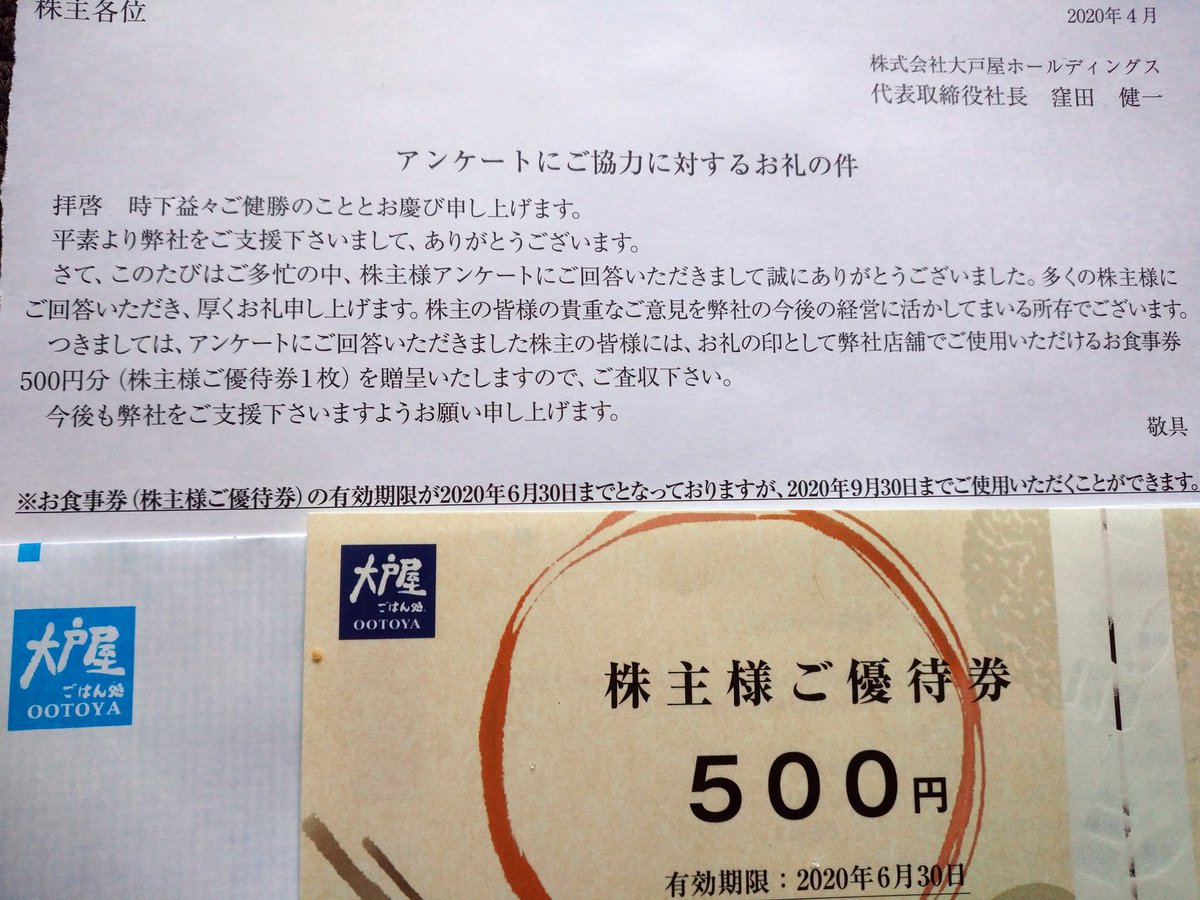 株主各位
2020年4月
株式会社大戸屋ホールディングス
代表取締役社長　窪田　健一
アンケートにご協力に対するお礼の件
拝啓　時下益々ご健勝のこととお慶び申し上げます。
平素より弊社をご支援下さいまして、ありがとうございます。
さて、このたびはご多忙の中、株主様アンケートにご回答いただきまして誠にありがとうございました。多くの株主様に
ご回答いただき、厚くお礼申し上げます。株主の皆様の貴重なご意見を弊社の今後の経営に活かしてまいる所存でございます。
つきましては、アンケートにご回答いただきました株主の皆様には、お礼の印として弊社店舗でご使用いただけるお食事券
500円分（株主様ご優待券1枚）を贈呈いたしますので、ご査収下さい。
今後も弊社をご支援下さいますようお願い申し上げます。
敬具
※お食事券（株主様ご優待券）の有効期限が2020年6月30日までとなっておりますが、2020年9月30日までご使用いただくことができます。
大戸屋
ごはん処
OOTOYA
大戸屋
ごはん処
OOTOYA
株主様ご優待券
500円
有効期限：2020年6月30日